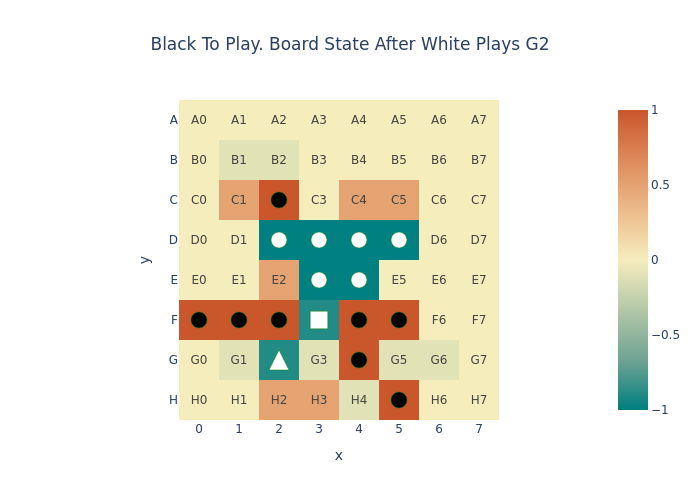 Black To Play. Board State After White Plays G2
A A0 A1 A2 A3 A4 A5 A6 A7
B B0 B1 B2 B3 B4 B5 B6 B7
C C0 C1 C3 C4 C5 C6 C7
D D0 D1 D6 D7
E E0 E1 E2 E5 E6 E7
F F6 F7
G G0 G1 G3 G5 G6 G7
H H0 H1 H2 H3 H4 H6 H7
0 1 2 3 4 5 6 7
x
y
1
0.5
0
−0.5
−1